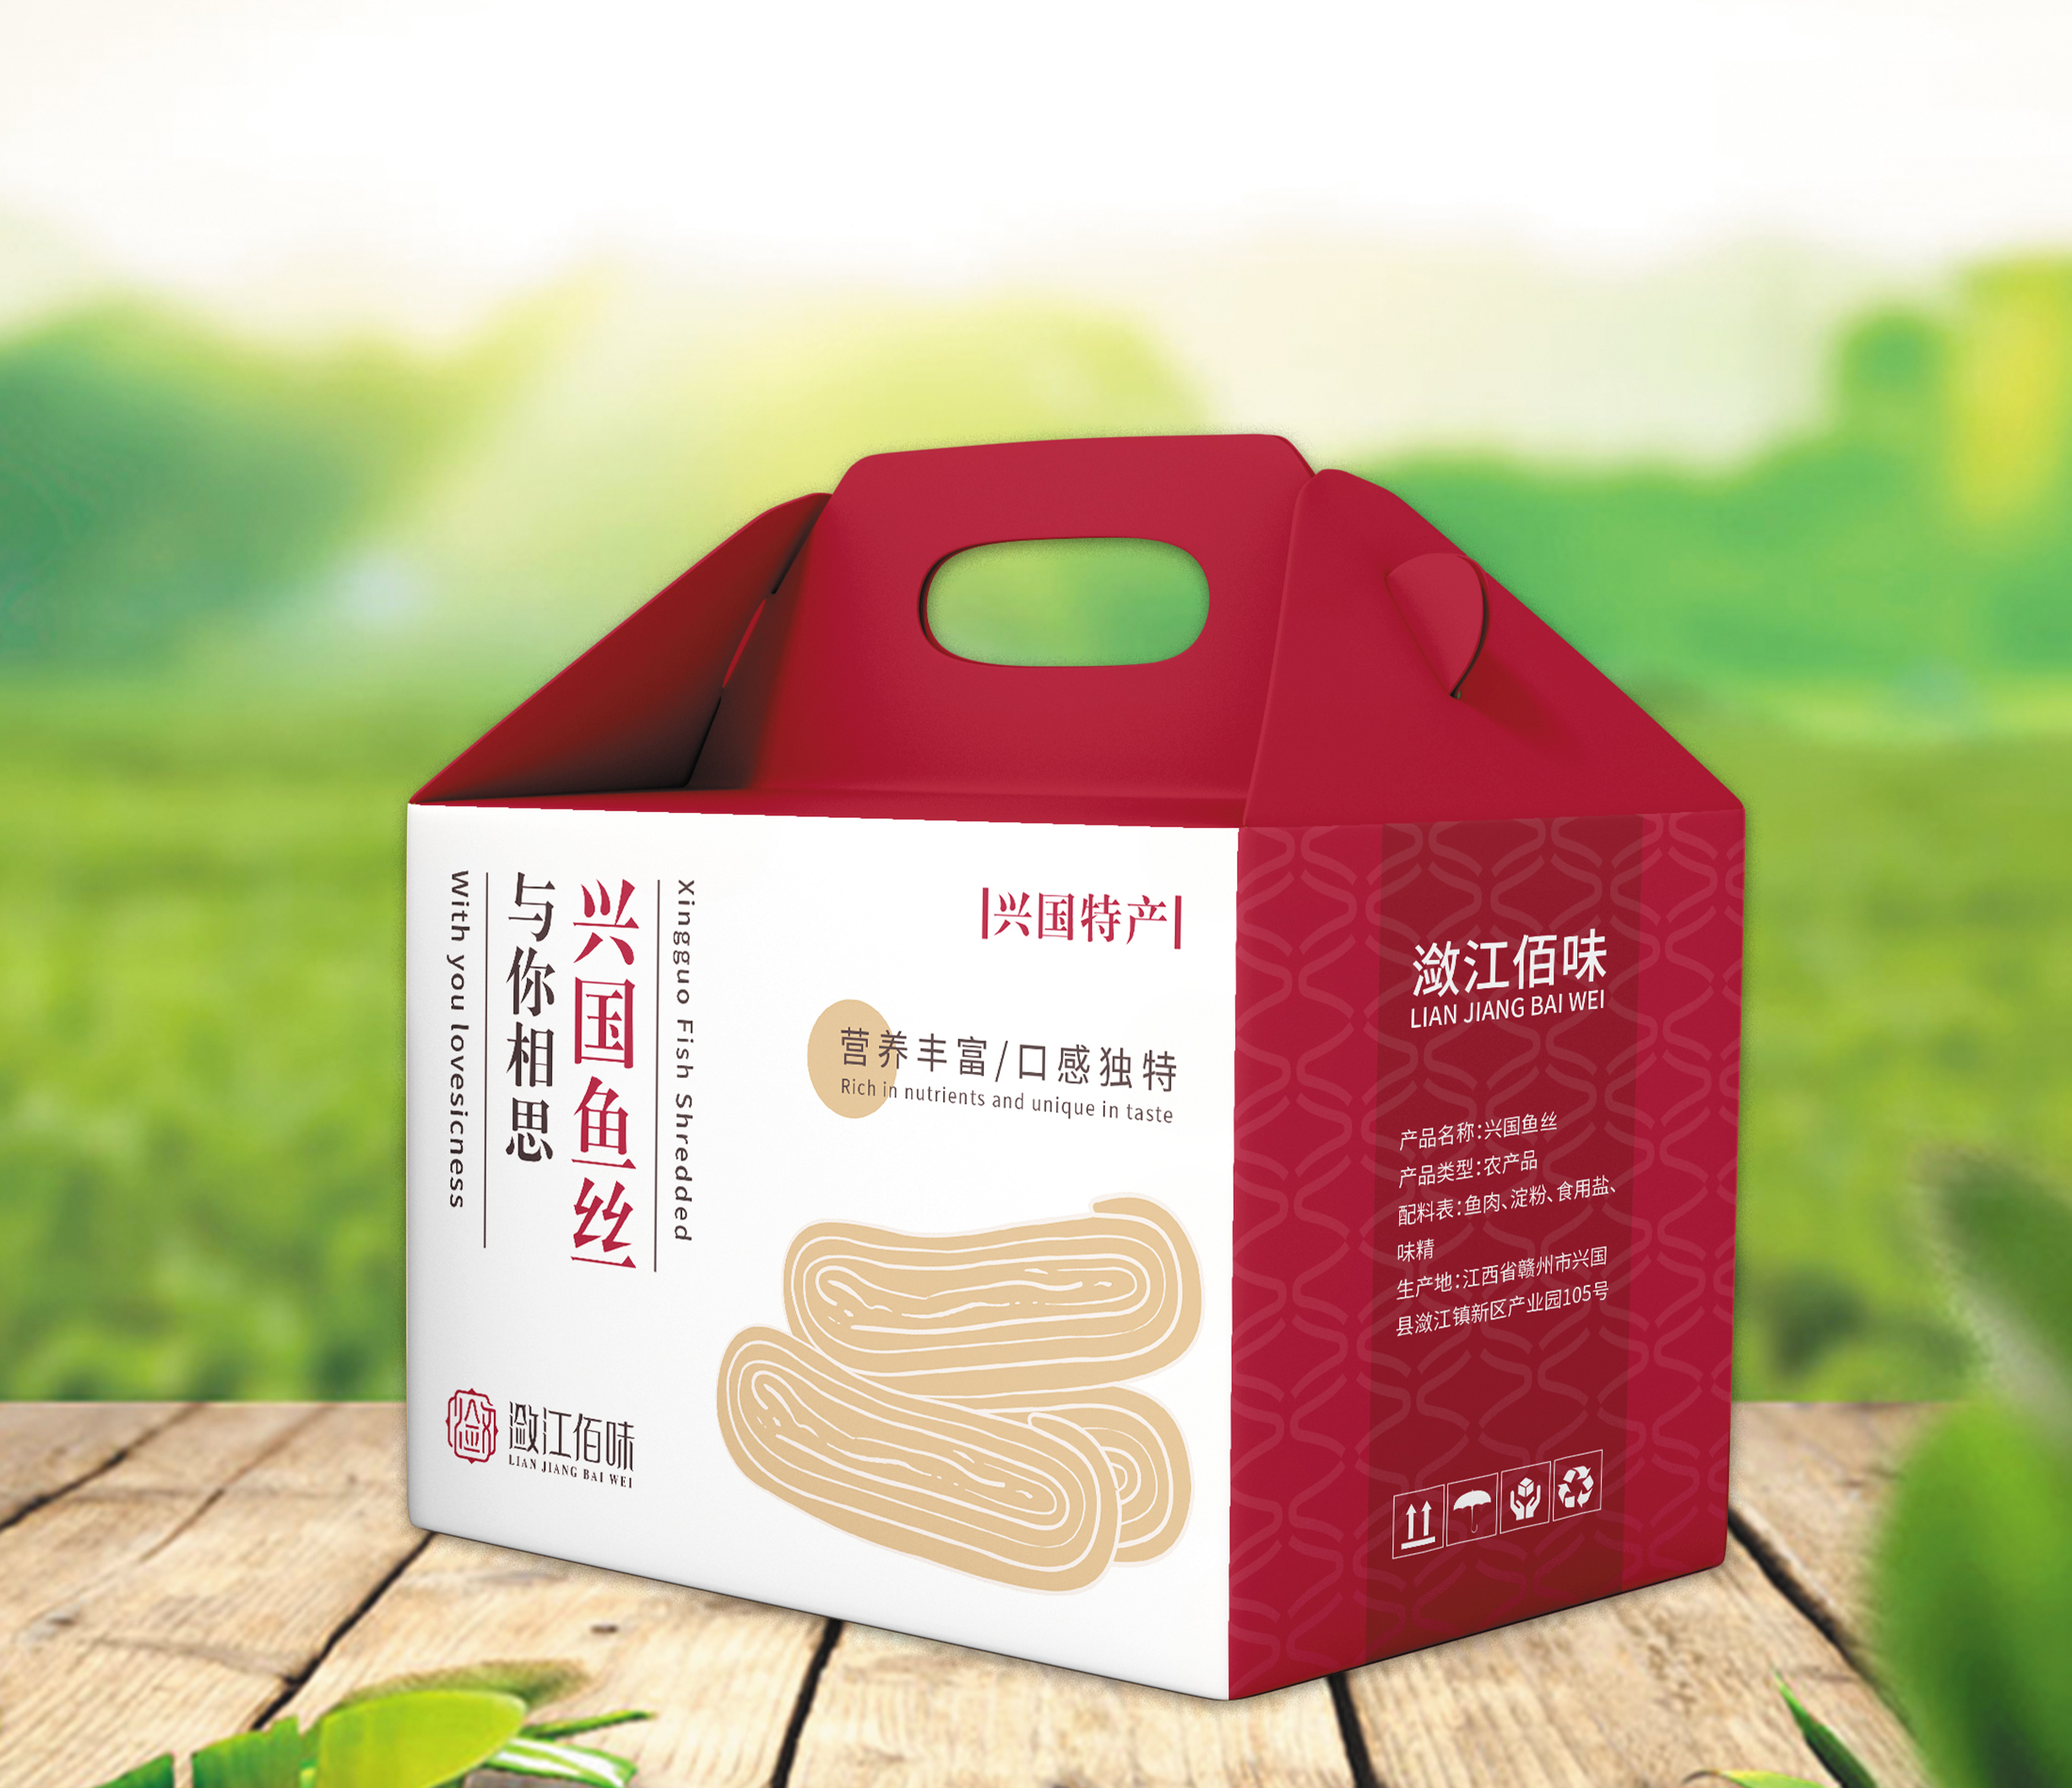 With you lovesicness
与你相思
兴国鱼丝
Xingguo Fish Shredded
兴国特产
营养丰富/口感独特
Rich in nutrients and unique in taste
潋江佰味
LIAN JIANG BAI WEI
潋江佰味
LIAN JIANG BAI WEI
产品名称:兴国鱼丝
产品类型:农产品
配料表:鱼肉、淀粉、食用盐、
味精
生产地:江西省赣州市兴国
县潋江镇新区产业园105号